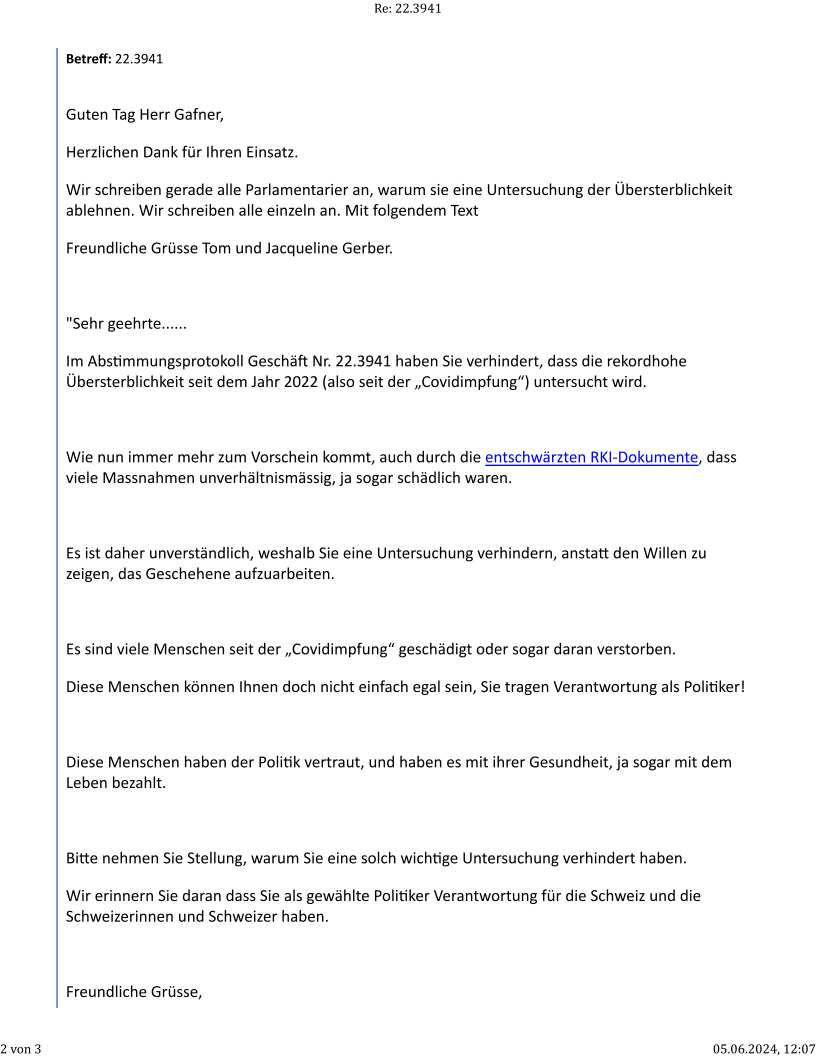 Re: 22.3941
Betreff: 22.3941
Guten Tag Herr Gafner,
Herzlichen Dank für Ihren Einsatz.
Wir schreiben gerade alle Parlamentarier an, warum sie eine Untersuchung der Übersterblichkeit
ablehnen. Wir schreiben alle einzeln an. Mit folgendem Text
Freundliche Grüsse Tom und Jacqueline Gerber.
"Sehr geehrte......
Im Abstimmungsprotokoll Geschäft Nr. 22.3941 haben Sie verhindert, dass die rekordhohe
Übersterblichkeit seit dem Jahr 2022 (also seit der „Covidimpfung“) untersucht wird.
Wie nun immer mehr zum Vorschein kommt, auch durch die entschwärzten RKI-Dokumente, dass
viele Massnahmen unverhältnismässig, ja sogar schädlich waren.
Es ist daher unverständlich, weshalb Sie eine Untersuchung verhindern, anstatt den Willen zu
zeigen, das Geschehene aufzuarbeiten.
Es sind viele Menschen seit der „Covidimpfung“ geschädigt oder sogar daran verstorben.
Diese Menschen können Ihnen doch nicht einfach egal sein, Sie tragen Verantwortung als Politiker!
Diese Menschen haben der Politik vertraut, und haben es mit ihrer Gesundheit, ja sogar mit dem
Leben bezahlt.
Bitte nehmen Sie Stellung, warum Sie eine solch wichtige Untersuchung verhindert haben.
Wir erinnern Sie daran dass Sie als gewählte Politiker Verantwortung für die Schweiz und die
Schweizerinnen und Schweizer haben.
Freundliche Grüsse,
2 von 3
05.06.2024, 12:07